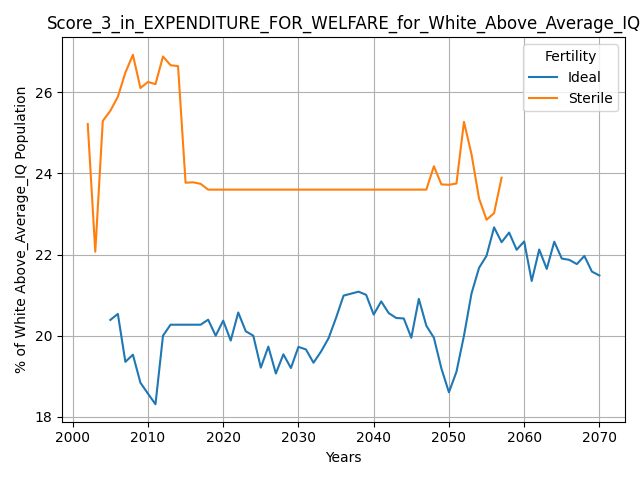 Score_3_in_EXPENDITURE_FOR_WELFARE_for_White_Above_Average_IQ
% of White Above_Average_IQ Population
26
24
22
20
18
Fertility
Ideal
Sterile
2000 2010 2020 2030 2040 2050 2060 2070
Years